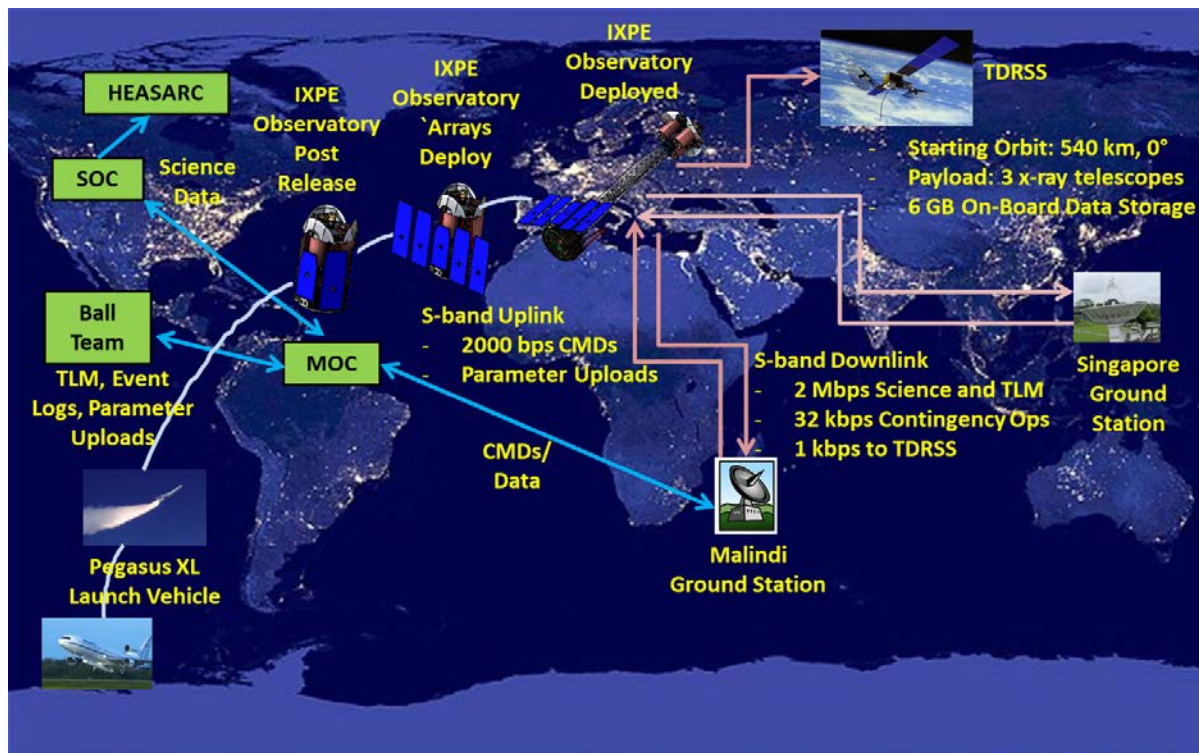 HEASARC
SOC
Science
Data
IXPE
Observatory
Post
Release
IXPE
Observatory
`Arrays
Deploy
IXPE
Observatory
Deployed
TDRSS
- Starting Orbit: 540 km, 0°
- Payload: 3 x-ray telescopes
- 6 GB On-Board Data Storage
Ball
Team
TLM, Event
Logs, Parameter
Uploads
MOC
S-band Uplink
- 2000 bps CMDs
- Parameter Uploads
CMDs/
Data
S-band Downlink
- 2 Mbps Science and TLM
- 32 kbps Contingency Ops
- 1 kbps to TDRSS
Singapore
Ground
Station
Malindi
Ground Station
Pegasus XL
Launch Vehicle